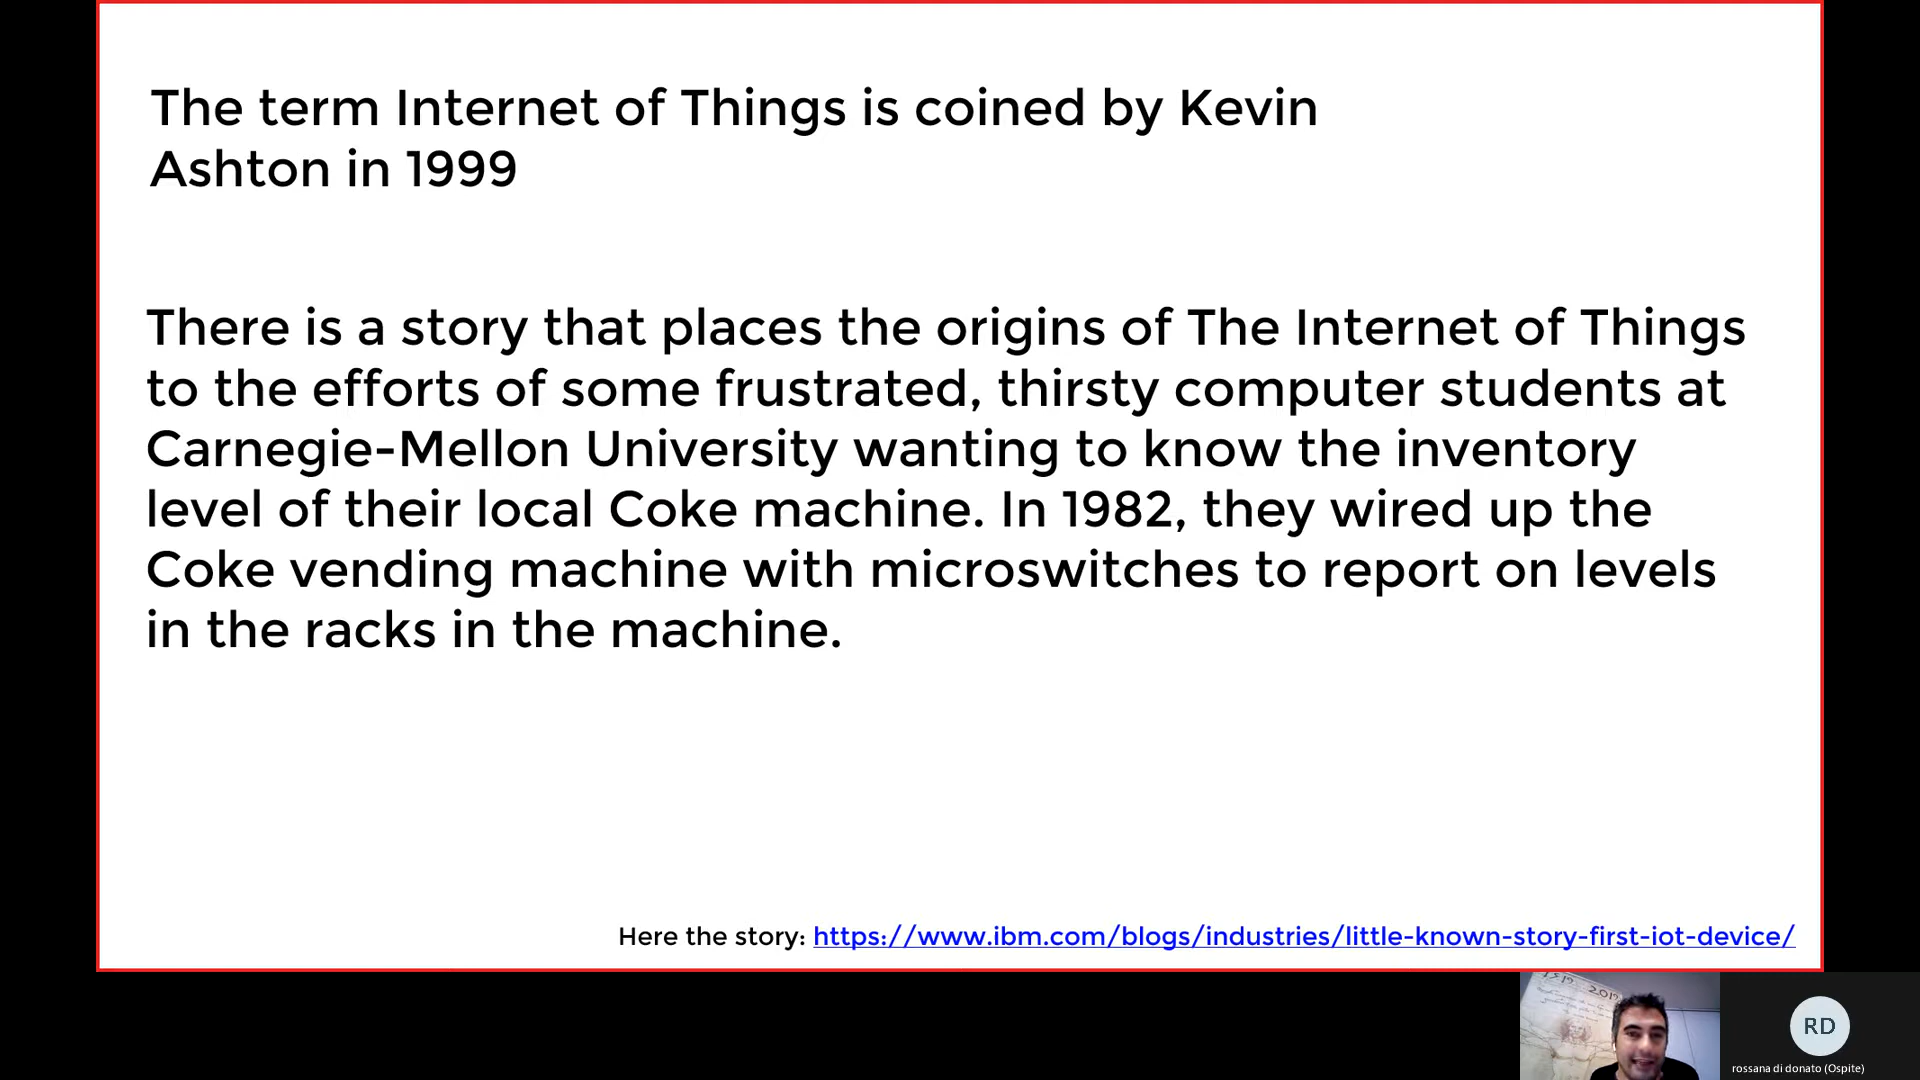 The term Internet of Things is coined by Kevin
Ashton in 1999
There is a story that places the origins of The Internet of Things
to the efforts of some frustrated, thirsty computer students at
Carnegie-Mellon University wanting to know the inventory
level of their local Coke machine. In 1982, they wired up the
Coke vending machine with microswitches to report on levels
in the racks in the machine.
Here the story: https://www.ibm.com/blogs/industries/little-known-story-first-iot-device/
1519 2019
RD
rossana di donato (Ospite)